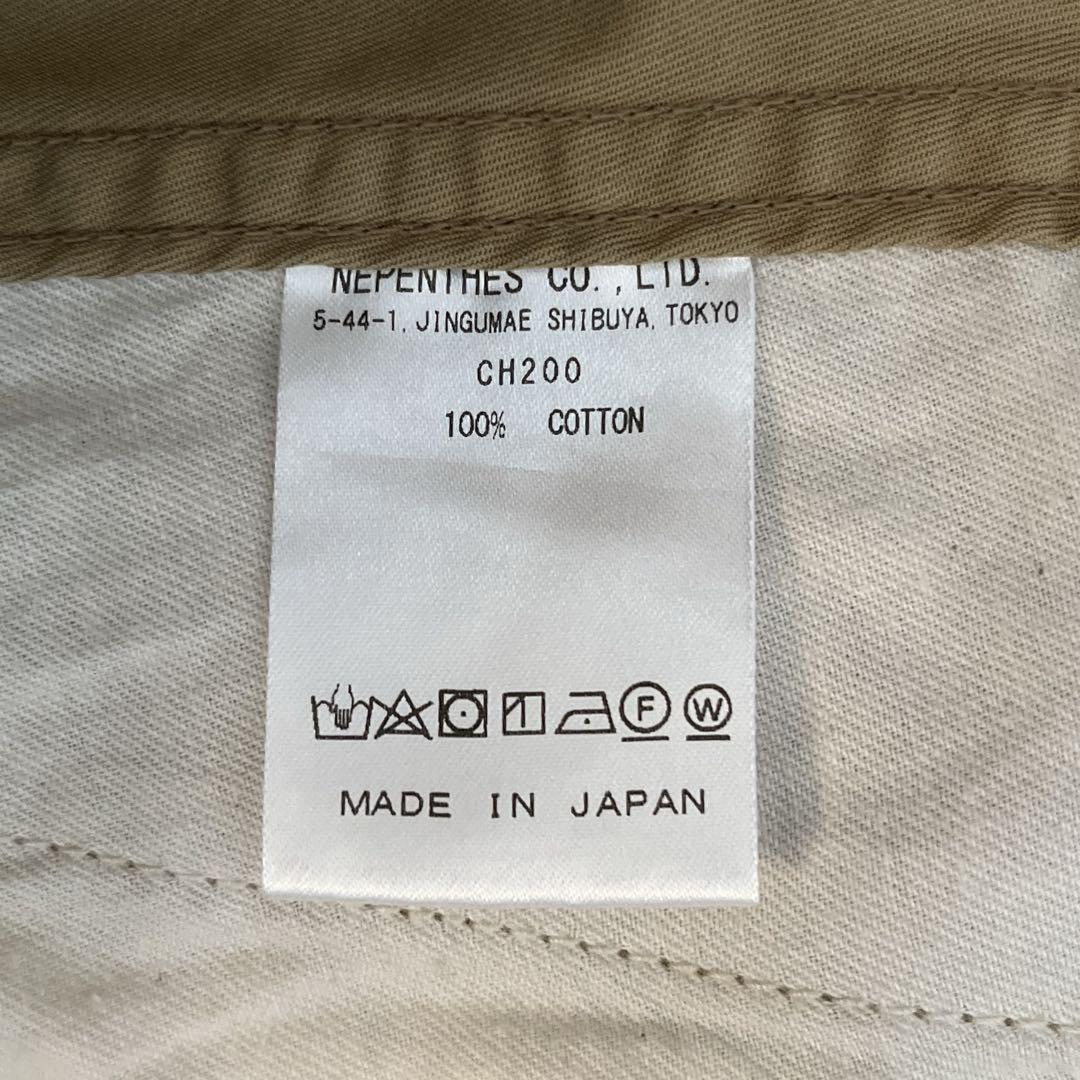 NEPENTHES CO., LTD.
5-44-1, JINGUMAE SHIBUYA, TOKYO
CH200
100% COTTON
F W
MADE IN JAPAN